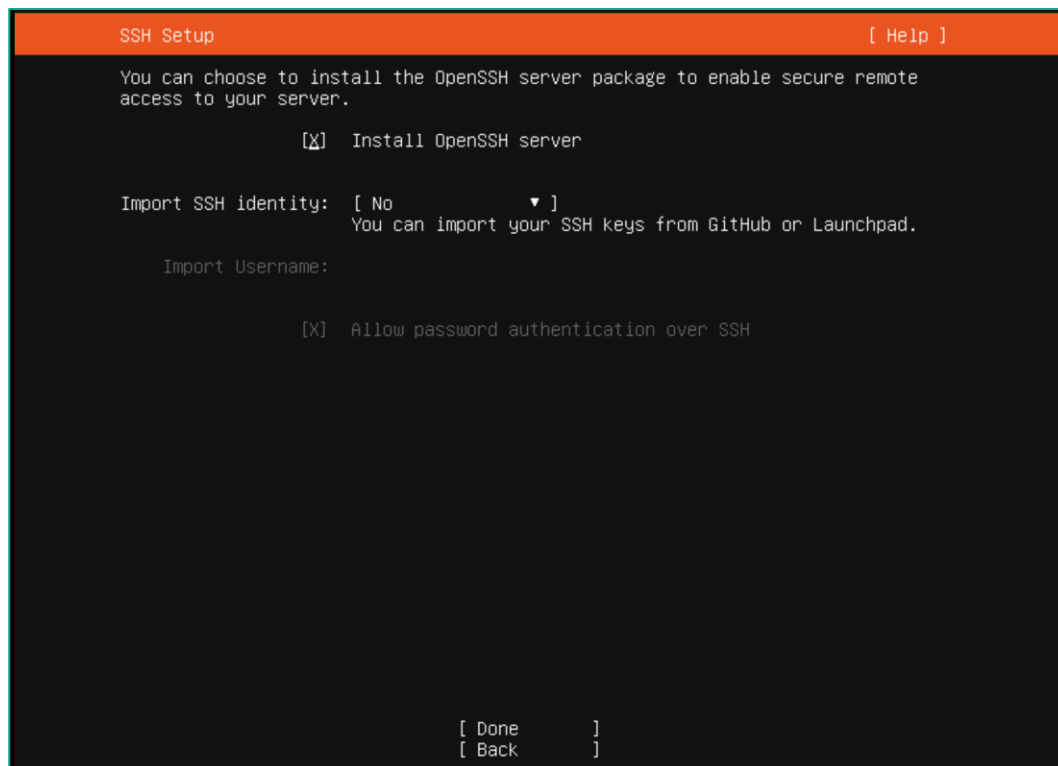 SSH Setup [ Help ]
You can choose to install the OpenSSH server package to enable secure remote
access to your server.
[X] Install OpenSSH server
Import SSH identity: [ No ▾ ]
You can import your SSH keys from GitHub or Launchpad.
Import Username:
[X] Allow password authentication over SSH
[ Done ]
[ Back ]